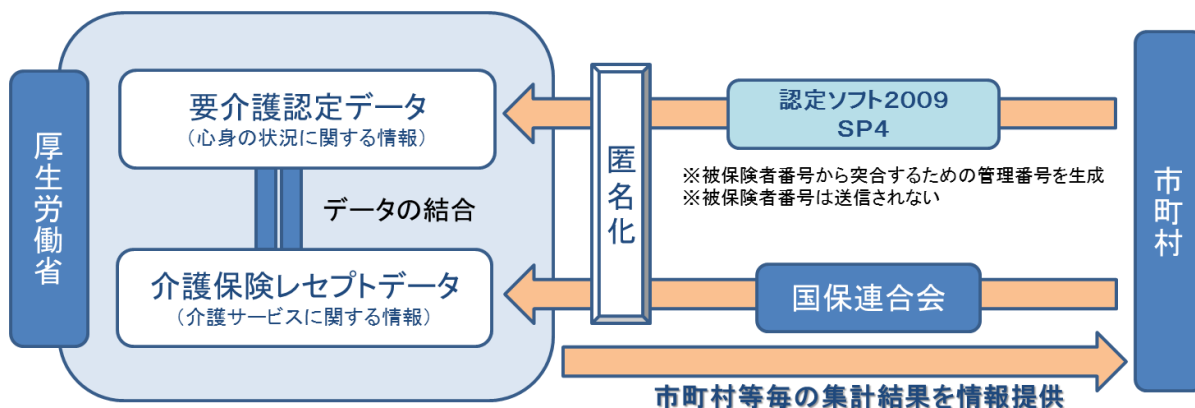 厚生労働省
要介護認定データ
（心身の状況に関する情報）
データの結合
介護保険レセプトデータ
（介護サービスに関する情報）
匿名化
認定ソフト2009
SP4
※被保険者番号から突合するための管理番号を生成
※被保険者番号は送信されない
国保連合会
市町村
市町村等毎の集計結果を情報提供